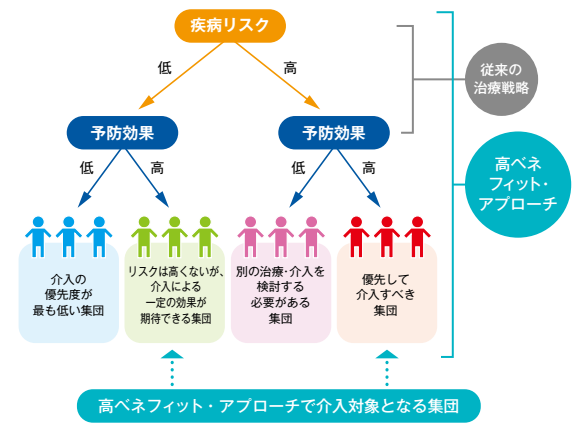 疾病リスク
低
高
従来の
治療戦略
予防効果
予防効果
低
高
低
高
高ベネ
フィット・
アプローチ
介入の
優先度が
最も低い集団
リスクは高くないが、
介入による
一定の効果が
期待できる集団
別の治療・介入を
検討する
必要がある
集団
優先して
介入すべき
集団
高ベネフィット・アプローチで介入対象となる集団